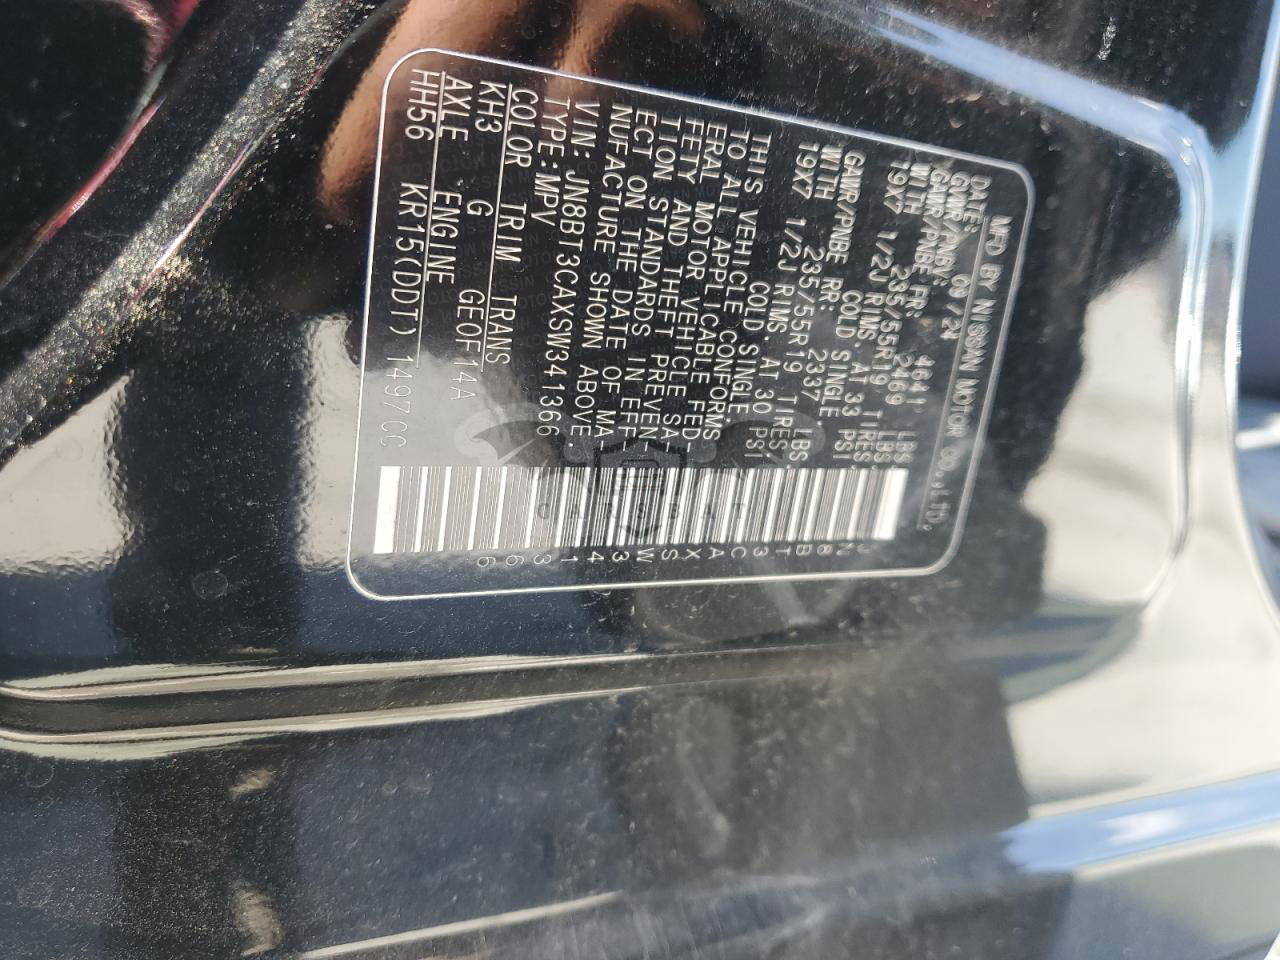 MFD BY NISSAN MOTOR CO.,LTD.
DATE: 09/24
GVWR/PNBV: 4641 LBS.
GAWR/PNBE FR: 2469 LBS.
WITH 235/55R19 TIRES,
19X7 1/2J RIMS, AT 33 PSI
COLD SINGLE
GAWR/PNBE RR: 2337 LBS.
WITH 235/55R19 TIRES,
19X7 1/2J RIMS, AT 30 PSI
COLD SINGLE
THIS VEHICLE CONFORMS
TO ALL APPLICABLE FED-
ERAL MOTOR VEHICLE SA-
FETY AND THEFT PREVEN-
TION STANDARDS IN EFF-
ECT ON THE DATE OF MA-
NUFACTURE SHOWN ABOVE
VIN: JN8BT3CAXSW341366
TYPE:MPV
COLOR TRIM TRANS
KH3 G GE0F14A
AXLE ENGINE
HH56 KR15(DDT) 1497CC
JN8BT3CAXSW341366